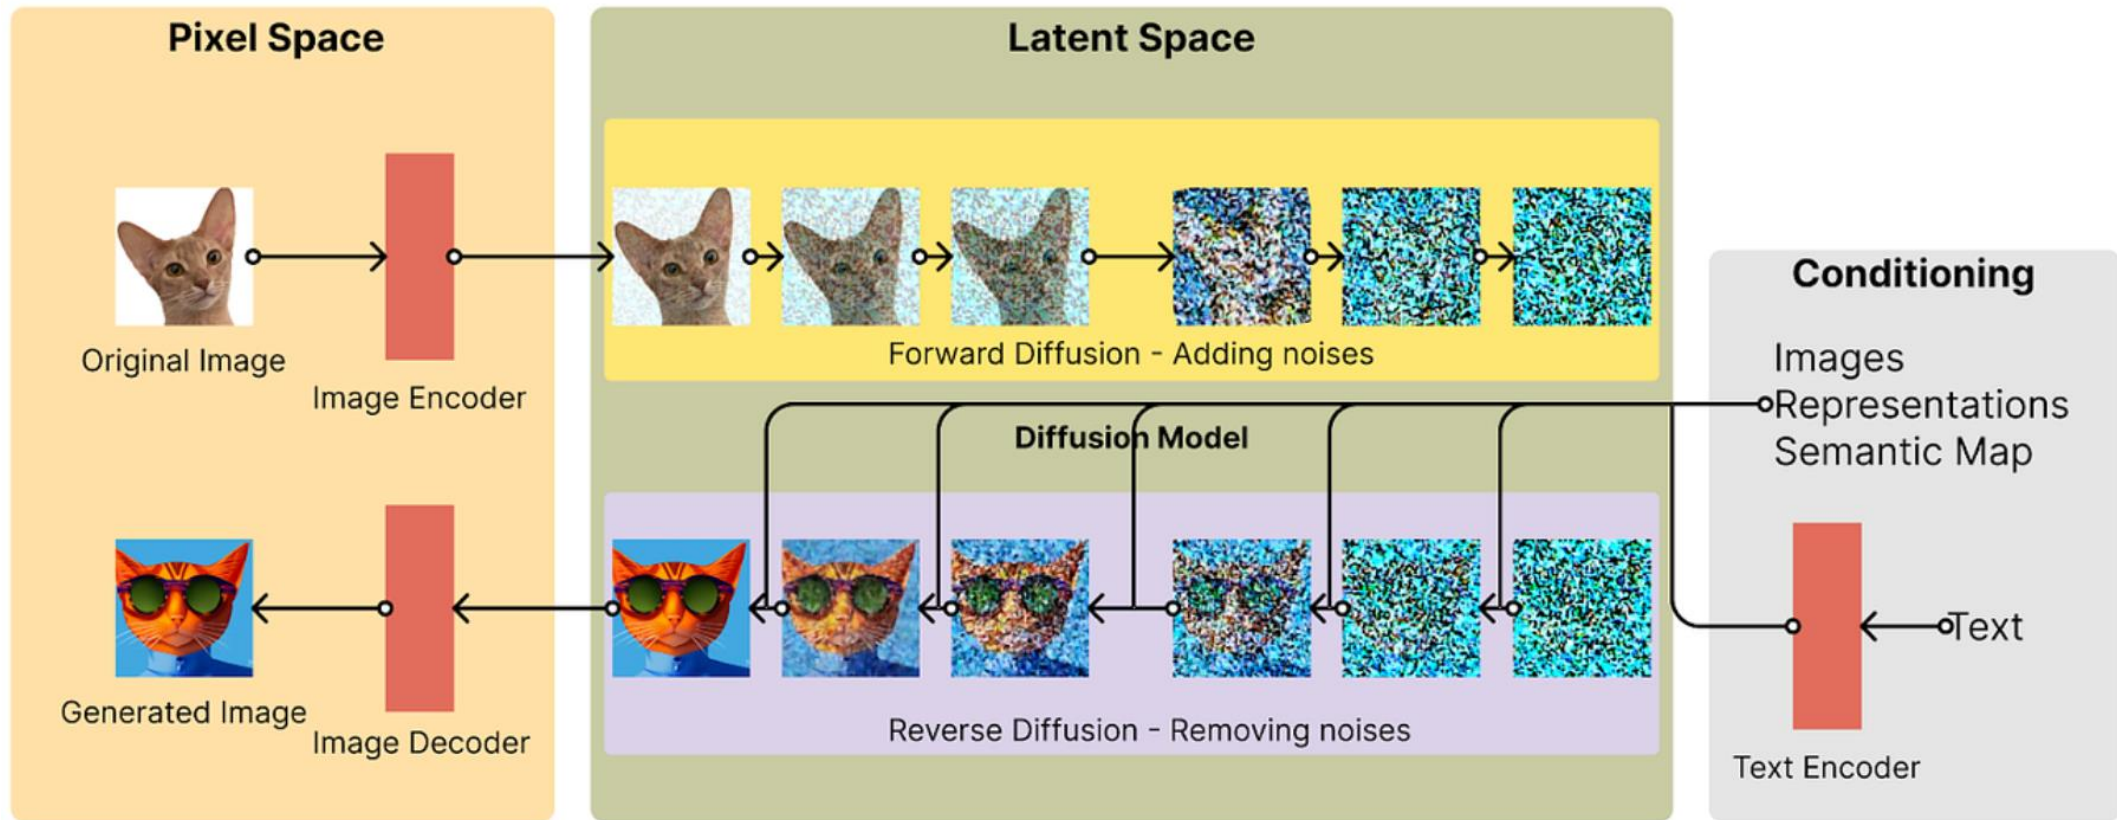 Pixel Space
Original Image
Image Encoder
Generated Image
Image Decoder
Latent Space
Forward Diffusion - Adding noises
Diffusion Model
Reverse Diffusion - Removing noises
Conditioning
Images
Representations
Semantic Map
Text
Text Encoder